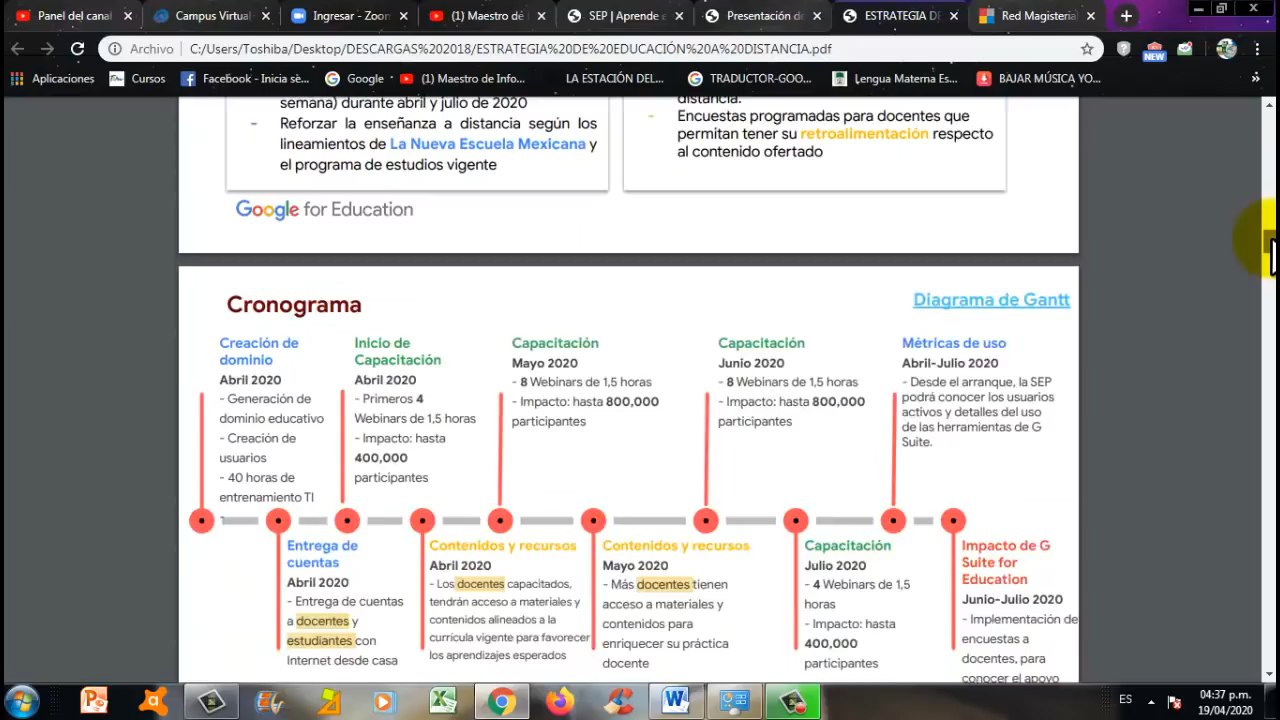 (1) Panel del canal
Campus Virtual
Ingresar - Zoom
(1) Maestro de
SEP | Aprende e
Presentación de
ESTRATEGIA DE
Red Magisterial
Archivo | C:/Users/Toshiba/Desktop/DESCARGAS%202018/ESTRATEGIA%20DE%20EDUCACIÓN%20A%20DISTANCIA.pdf
NEW
Aplicaciones
Cursos
Facebook - Inicia sè...
Google
(1) Maestro de Info...
LA ESTACIÓN DEL...
TRADUCTOR-GOO...
Lengua Materna Es...
BAJAR MÚSICA YO...
»
semana) durante abril y julio de 2020
- Reforzar la enseñanza a distancia según los
lineamientos de La Nueva Escuela Mexicana y
el programa de estudios vigente
distancia.
- Encuestas programadas para docentes que
permitan tener su retroalimentación respecto
al contenido ofertado
Google for Education
Cronograma
Diagrama de Gantt
Creación de
dominio
Abril 2020
- Generación de
dominio educativo
- Creación de
usuarios
- 40 horas de
entrenamiento TI
Inicio de
Capacitación
Abril 2020
- Primeros 4
Webinars de 1,5 horas
- Impacto: hasta
400,000
participantes
Capacitación
Mayo 2020
- 8 Webinars de 1,5 horas
- Impacto: hasta 800,000
participantes
Capacitación
Junio 2020
- 8 Webinars de 1,5 horas
- Impacto: hasta 800,000
participantes
Métricas de uso
Abril-Julio 2020
- Desde el arranque, la SEP
podrá conocer los usuarios
activos y detalles del uso
de las herramientas de G
Suite.
Entrega de
cuentas
Abril 2020
- Entrega de cuentas
a docentes y
estudiantes con
Internet desde casa
Contenidos y recursos
Abril 2020
- Los docentes capacitados,
tendrán acceso a materiales y
contenidos alineados a la
currícula vigente para favorecer
los aprendizajes esperados
Contenidos y recursos
Mayo 2020
- Más docentes tienen
acceso a materiales y
contenidos para
enriquecer su práctica
docente
Capacitación
Julio 2020
- 4 Webinars de 1,5
horas
- Impacto: hasta
400,000
participantes
Impacto de G
Suite for
Education
Junio-Julio 2020
- Implementación de
encuestas a
docentes, para
conocer el apoyo
ES
04:37 p.m.
19/04/2020